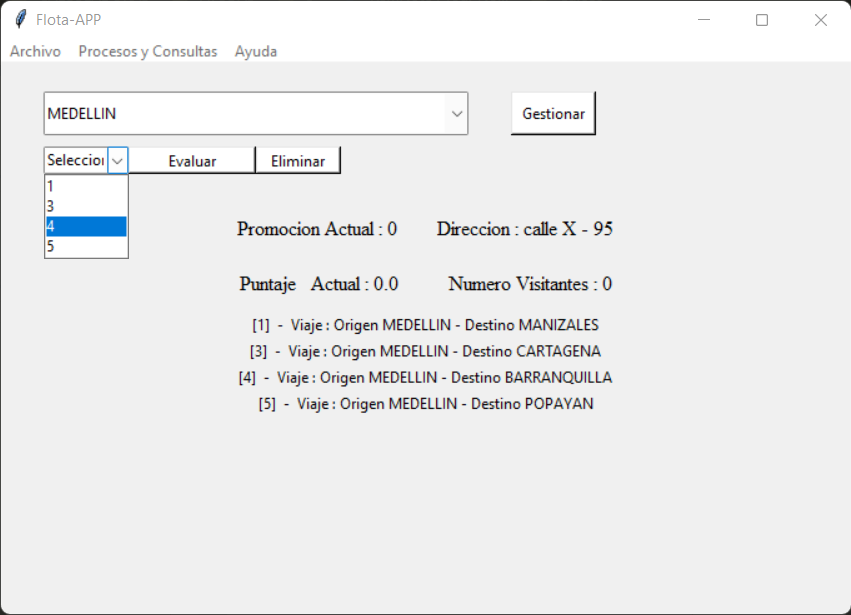 Flota-APP
Archivo Procesos y Consultas Ayuda
MEDELLIN
Gestionar
Seleccion Evaluar Eliminar
1
3
4
5
Promocion Actual : 0 Direccion : calle X - 95
Puntaje Actual : 0.0 Numero Visitantes : 0
[1] - Viaje : Origen MEDELLIN - Destino MANIZALES
[3] - Viaje : Origen MEDELLIN - Destino CARTAGENA
[4] - Viaje : Origen MEDELLIN - Destino BARRANQUILLA
[5] - Viaje : Origen MEDELLIN - Destino POPAYAN